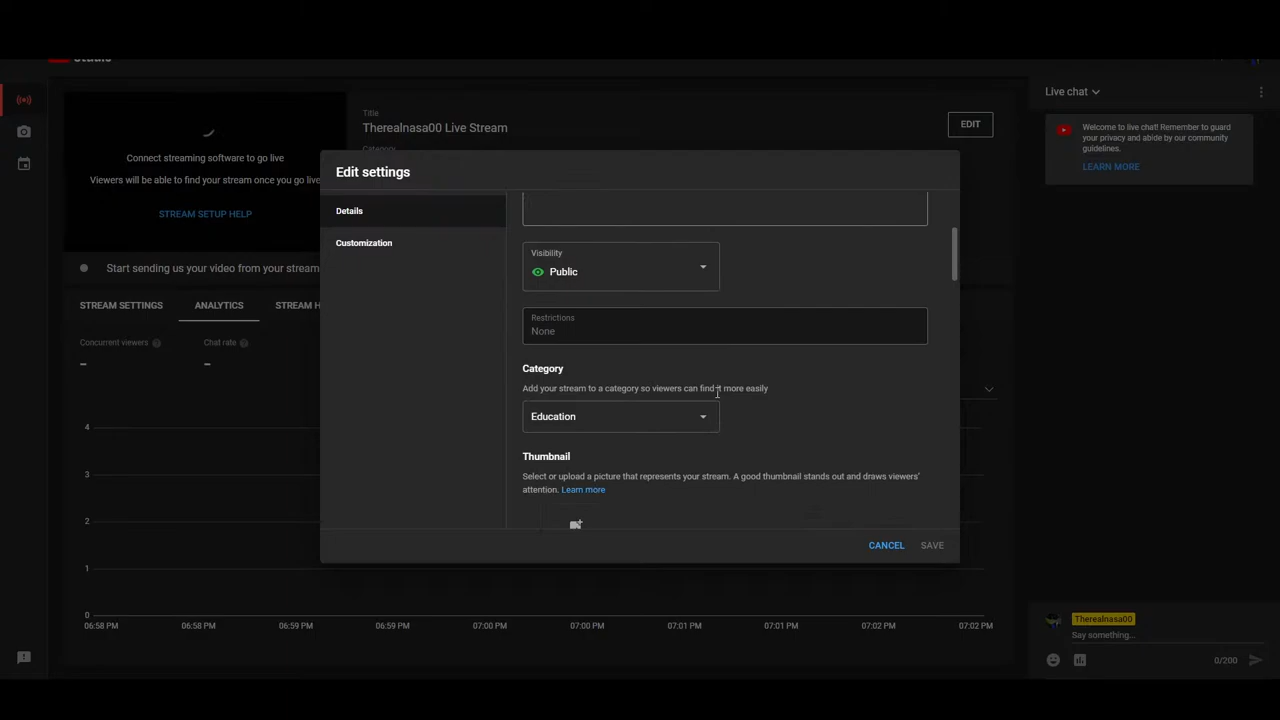 Studio
Title
Therealnasa00 Live Stream
Category
EDIT
Connect streaming software to go live
Viewers will be able to find your stream once you go live
STREAM SETUP HELP
Start sending us your video from your stream
STREAM SETTINGS
ANALYTICS
STREAM H
Concurrent viewers
Chat rate
–
–
4
3
2
1
0
06:58 PM
06:58 PM
06:59 PM
06:59 PM
07:00 PM
07:00 PM
07:01 PM
07:01 PM
07:02 PM
07:02 PM
Edit settings
Details
Customization
Visibility
Public
Restrictions
None
Category
Add your stream to a category so viewers can find it more easily
Education
Thumbnail
Select or upload a picture that represents your stream. A good thumbnail stands out and draws viewers'
attention. Learn more
CANCEL
SAVE
Live chat
Welcome to live chat! Remember to guard
your privacy and abide by our community
guidelines.
LEARN MORE
Therealnasa00
Say something...
0/200